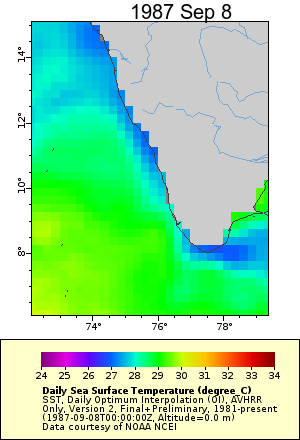 1987 Sep 8
14°
12°
10°
8°
74°
76°
78°
24 25 26 27 28 29 30 31 32 33 34
Daily Sea Surface Temperature (degree_C)
SST, Daily Optimum Interpolation (OI), AVHRR
Only, Version 2, Final+Preliminary, 1981-present
(1987-09-08T00:00:00Z, Altitude=0.0 m)
Data courtesy of NOAA NCEI